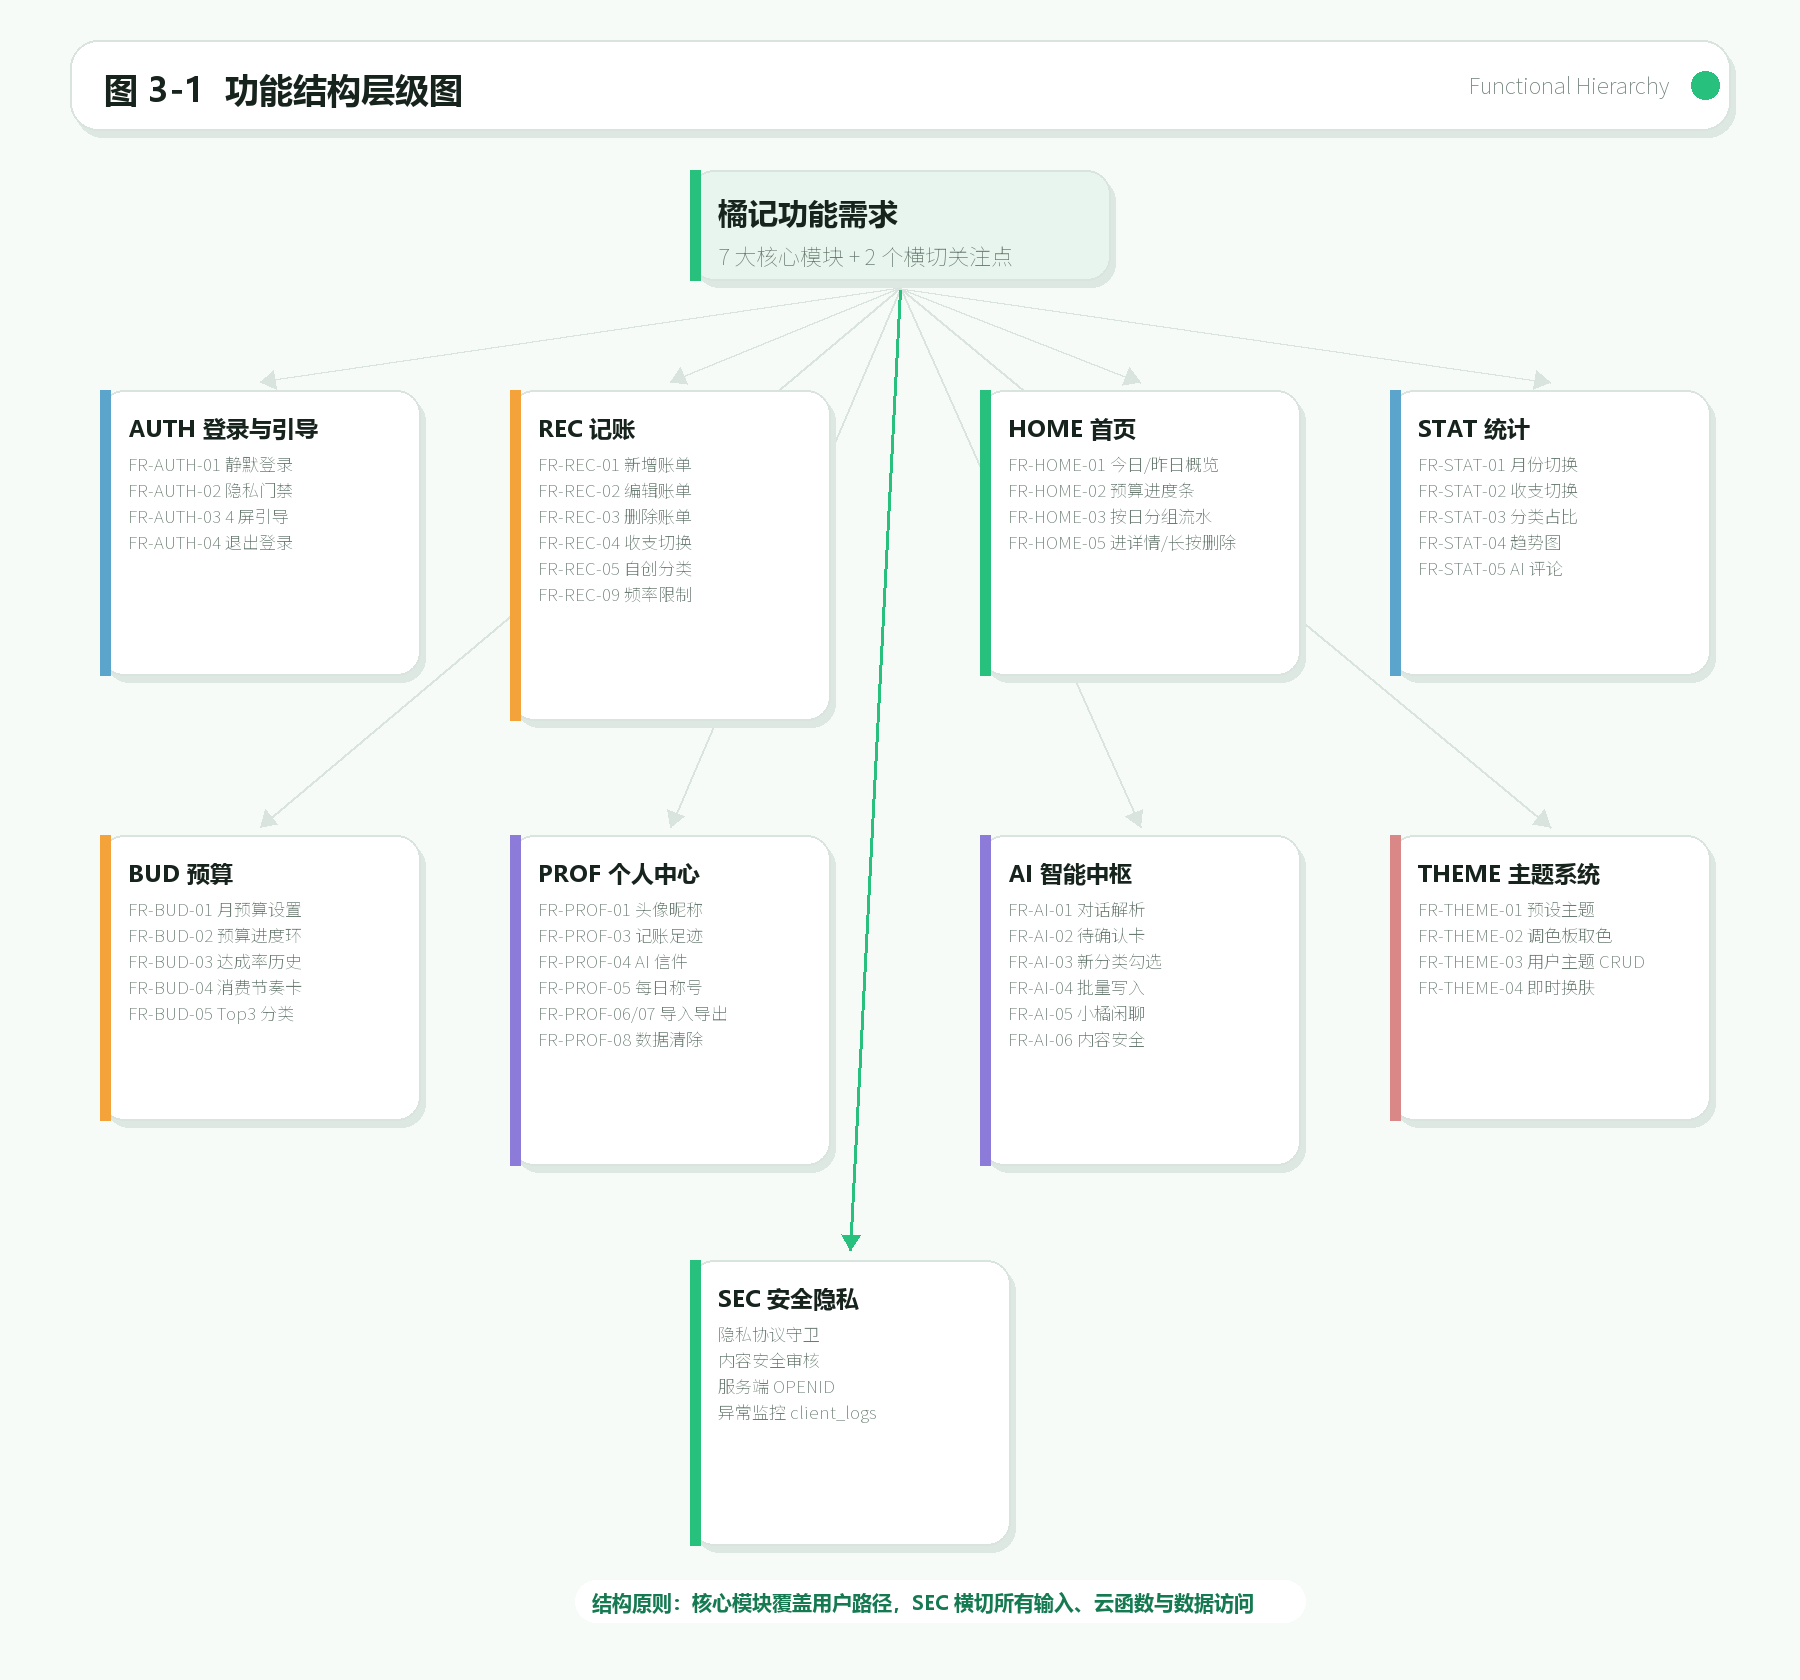 图 3-1 功能结构层级图
Functional Hierarchy
橘记功能需求
7 大核心模块 + 2 个横切关注点
AUTH 登录与引导
FR-AUTH-01 静默登录
FR-AUTH-02 隐私门禁
FR-AUTH-03 4 屏引导
FR-AUTH-04 退出登录
REC 记账
FR-REC-01 新增账单
FR-REC-02 编辑账单
FR-REC-03 删除账单
FR-REC-04 收支切换
FR-REC-05 自创分类
FR-REC-09 频率限制
HOME 首页
FR-HOME-01 今日/昨日概览
FR-HOME-02 预算进度条
FR-HOME-03 按日分组流水
FR-HOME-05 进详情/长按删除
STAT 统计
FR-STAT-01 月份切换
FR-STAT-02 收支切换
FR-STAT-03 分类占比
FR-STAT-04 趋势图
FR-STAT-05 AI 评论
BUD 预算
FR-BUD-01 月预算设置
FR-BUD-02 预算进度环
FR-BUD-03 达成率历史
FR-BUD-04 消费节奏卡
FR-BUD-05 Top3 分类
PROF 个人中心
FR-PROF-01 头像昵称
FR-PROF-03 记账足迹
FR-PROF-04 AI 信件
FR-PROF-05 每日称号
FR-PROF-06/07 导入导出
FR-PROF-08 数据清除
AI 智能中枢
FR-AI-01 对话解析
FR-AI-02 待确认卡
FR-AI-03 新分类勾选
FR-AI-04 批量写入
FR-AI-05 小橘闲聊
FR-AI-06 内容安全
THEME 主题系统
FR-THEME-01 预设主题
FR-THEME-02 调色板取色
FR-THEME-03 用户主题 CRUD
FR-THEME-04 即时换肤
SEC 安全隐私
隐私协议守卫
内容安全审核
服务端 OPENID
异常监控 client_logs
结构原则：核心模块覆盖用户路径，SEC 横切所有输入、云函数与数据访问